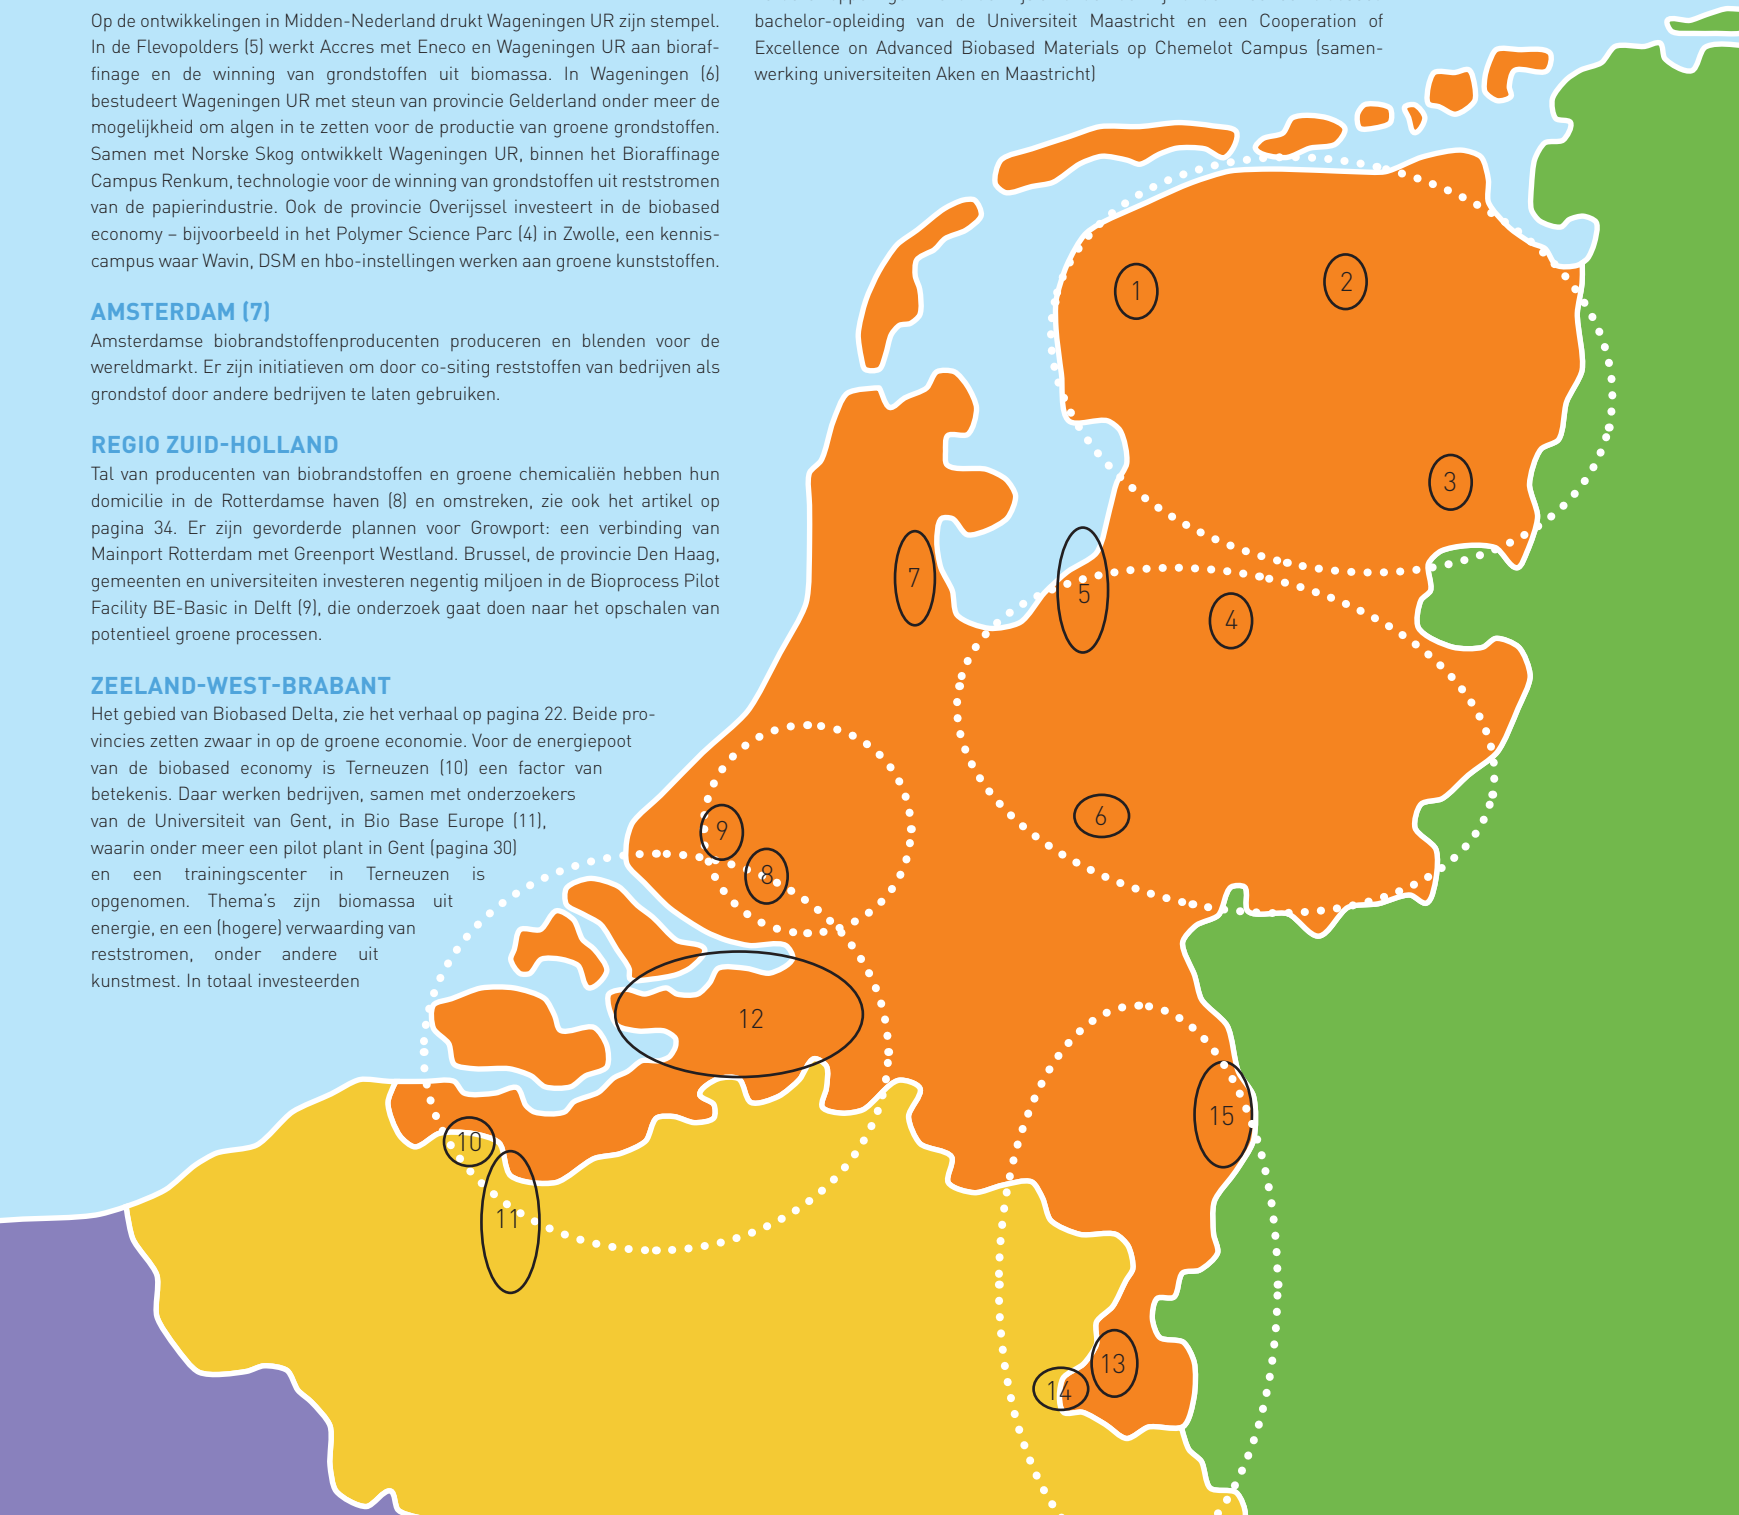 Op de ontwikkelingen in Midden-Nederland drukt Wageningen UR zijn stempel.
In de Flevopolders (5) werkt Accres met Eneco en Wageningen UR aan bioraf-
finage en de winning van grondstoffen uit biomassa. In Wageningen (6)
bestudeert Wageningen UR met steun van provincie Gelderland onder meer de
mogelijkheid om algen in te zetten voor de productie van groene grondstoffen.
Samen met Norske Skog ontwikkelt Wageningen UR, binnen het Bioraffinage
Campus Renkum, technologie voor de winning van grondstoffen uit reststromen
van de papierindustrie. Ook de provincie Overijssel investeert in de biobased
economy – bijvoorbeeld in het Polymer Science Parc (4) in Zwolle, een kennis-
campus waar Wavin, DSM en hbo-instellingen werken aan groene kunststoffen.
AMSTERDAM (7)
Amsterdamse biobrandstoffenproducenten produceren en blenden voor de
wereldmarkt. Er zijn initiatieven om door co-siting reststoffen van bedrijven als
grondstof door andere bedrijven te laten gebruiken.
REGIO ZUID-HOLLAND
Tal van producenten van biobrandstoffen en groene chemicaliën hebben hun
domicilie in de Rotterdamse haven (8) en omstreken, zie ook het artikel op
pagina 34. Er zijn gevorderde plannen voor Growport: een verbinding van
Mainport Rotterdam met Greenport Westland. Brussel, de provincie Den Haag,
gemeenten en universiteiten investeren negentig miljoen in de Bioprocess Pilot
Facility BE-Basic in Delft (9), die onderzoek gaat doen naar het opschalen van
potentieel groene processen.
ZEELAND-WEST-BRABANT
Het gebied van Biobased Delta, zie het verhaal op pagina 22. Beide pro-
vincies zetten zwaar in op de groene economie. Voor de energiepoot
van de biobased economy is Terneuzen (10) een factor van
betekenis. Daar werken bedrijven, samen met onderzoekers
van de Universiteit van Gent, in Bio Base Europe (11),
waarin onder meer een pilot plant in Gent (pagina 30)
en een trainingscenter in Terneuzen is
opgenomen. Thema's zijn biomassa uit
energie, en een (hogere) verwaarding van
reststromen, onder andere uit
kunstmest. In totaal investeerden
bachelor-opleiding van de Universiteit Maastricht en een Cooperation of
Excellence on Advanced Biobased Materials op Chemelot Campus (samen-
werking universiteiten Aken en Maastricht)
1
2
3
7
5
4
6
9
8
12
10
11
15
13
14